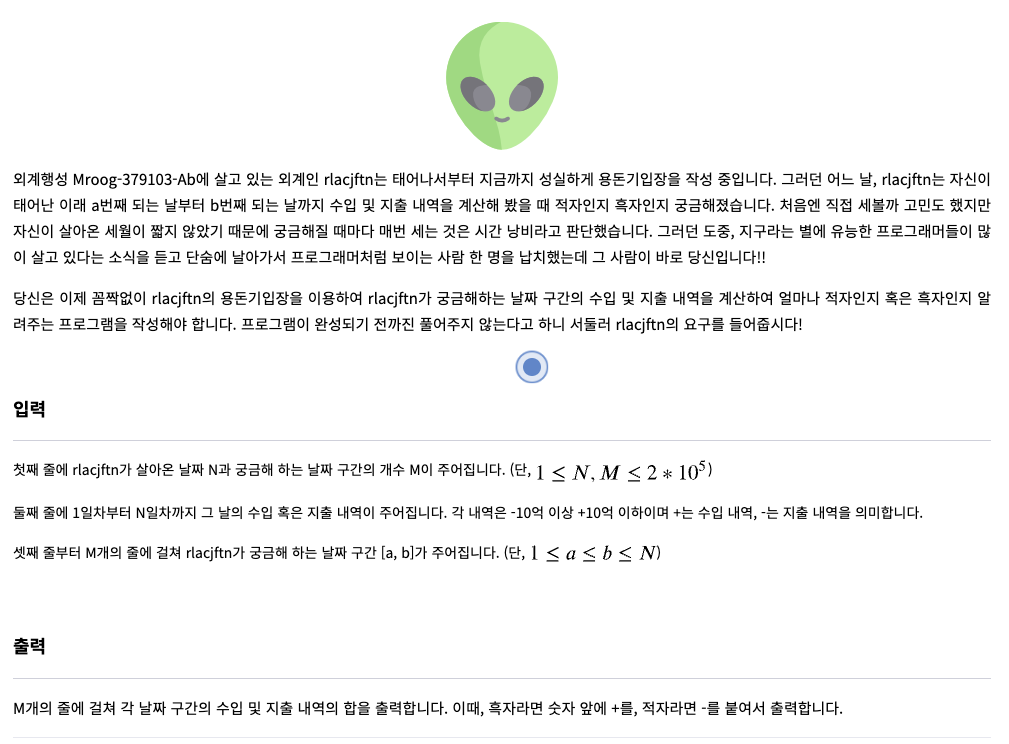 외계행성 Mroog-379103-Ab에 살고 있는 외계인 rlacjftn는 태어나서부터 지금까지 성실하게 용돈기입장을 작성 중입니다. 그러던 어느 날, rlacjftn는 자신이
태어난 이래 a번째 되는 날부터 b번째 되는 날까지 수입 및 지출 내역을 계산해 봤을 때 적자인지 흑자인지 궁금해졌습니다. 처음엔 직접 세볼까 고민도 했지만
자신이 살아온 세월이 짧지 않았기 때문에 궁금해질 때마다 매번 세는 것은 시간 낭비라고 판단했습니다. 그러던 도중, 지구라는 별에 유능한 프로그래머들이 많
이 살고 있다는 소식을 듣고 단숨에 날아가서 프로그래머처럼 보이는 사람 한 명을 납치했는데 그 사람이 바로 당신입니다!!
당신은 이제 꼼짝없이 rlacjftn의 용돈기입장을 이용하여 rlacjftn가 궁금해하는 날짜 구간의 수입 및 지출 내역을 계산하여 얼마나 적자인지 혹은 흑자인지 알
려주는 프로그램을 작성해야 합니다. 프로그램이 완성되기 전까진 풀어주지 않는다고 하니 서둘러 rlacjftn의 요구를 들어줍시다!
입력
첫째 줄에 rlacjftn가 살아온 날짜 N과 궁금해 하는 날짜 구간의 개수 M이 주어집니다. (단, 1 ≤ N, M ≤ 2 * 10⁵)
둘째 줄에 1일차부터 N일차까지 그 날의 수입 혹은 지출 내역이 주어집니다. 각 내역은 -10억 이상 +10억 이하이며 +는 수입 내역, -는 지출 내역을 의미합니다.
셋째 줄부터 M개의 줄에 걸쳐 rlacjftn가 궁금해 하는 날짜 구간 [a, b]가 주어집니다. (단, 1 ≤ a ≤ b ≤ N)
출력
M개의 줄에 걸쳐 각 날짜 구간의 수입 및 지출 내역의 합을 출력합니다. 이때, 흑자라면 숫자 앞에 +를, 적자라면 -를 붙여서 출력합니다.